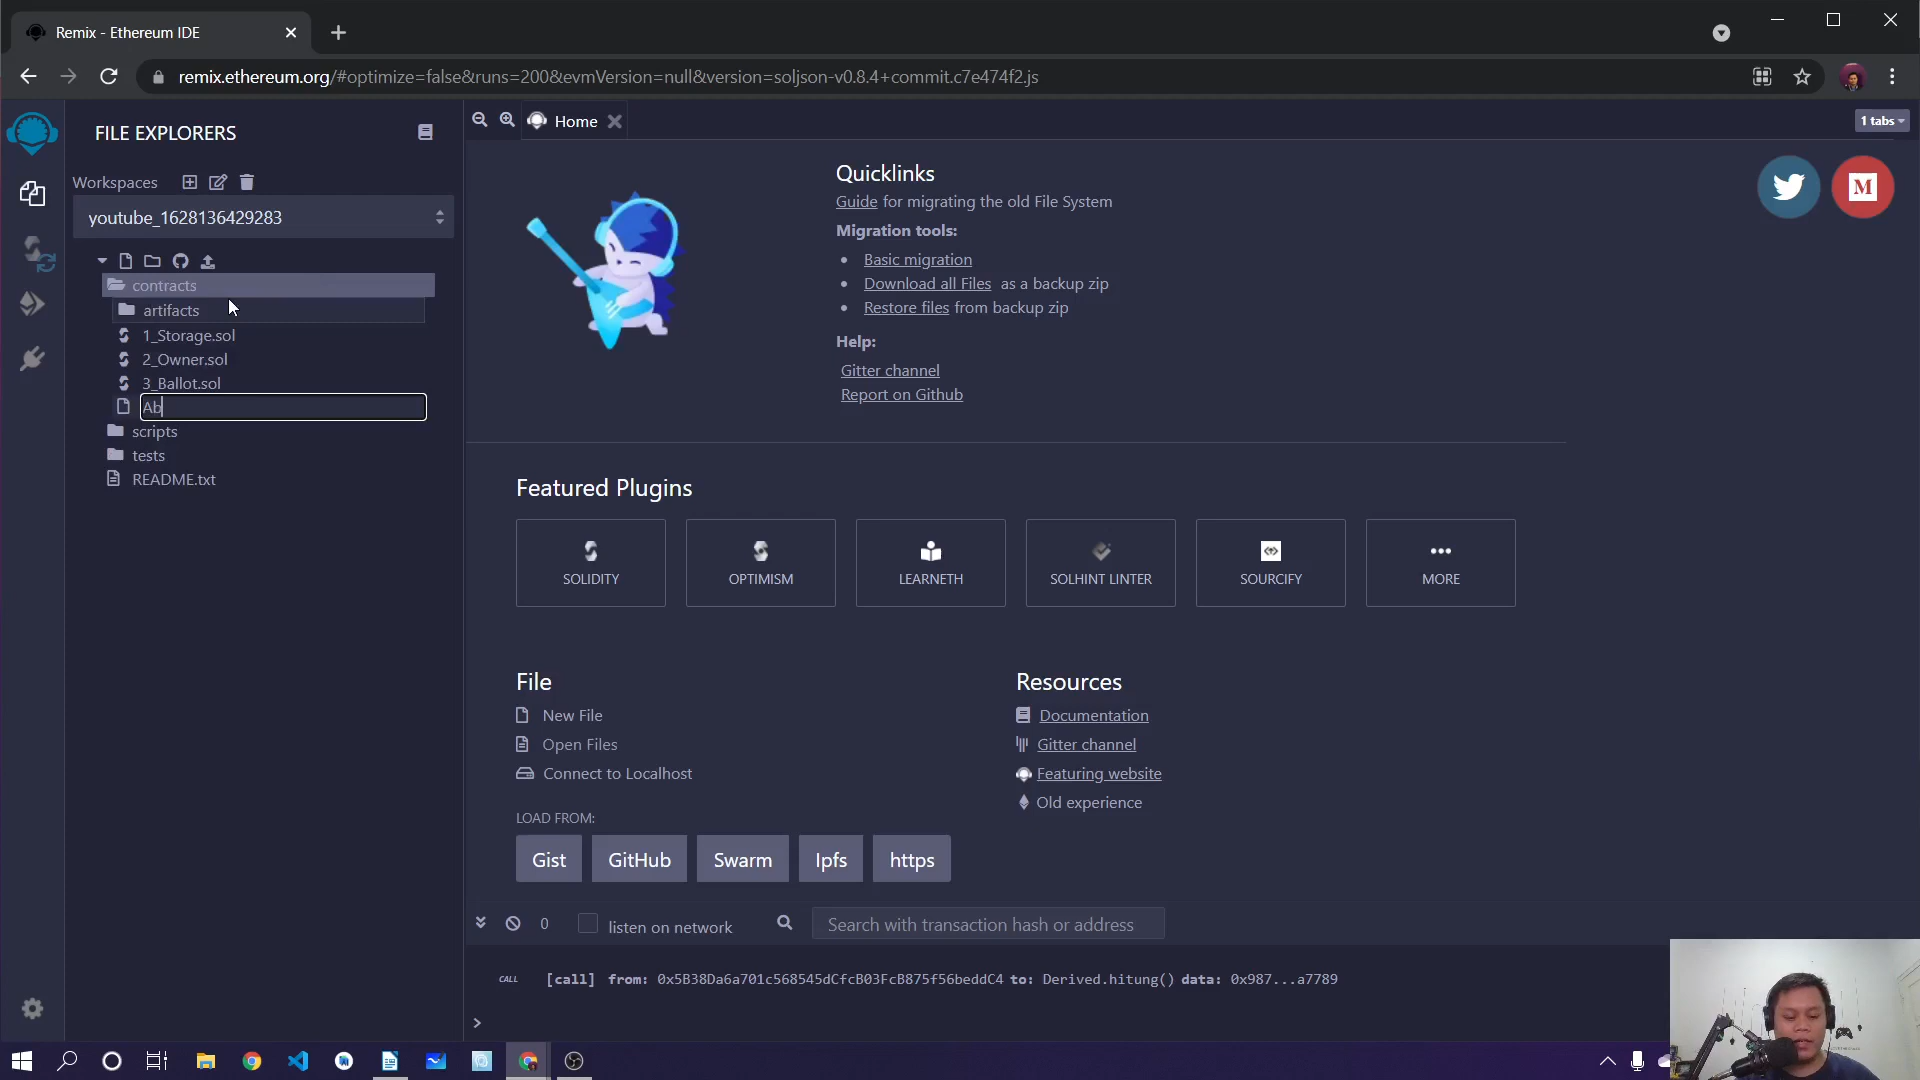 Remix - Ethereum IDE
remix.ethereum.org/#optimize=false&runs=200&evmVersion=null&version=soljson-v0.8.4+commit.c7e474f2.js
FILE EXPLORERS
Home
1 tabs
Workspaces
youtube_1628136429283
contracts
artifacts
1_Storage.sol
2_Owner.sol
3_Ballot.sol
Ab
scripts
tests
README.txt
Quicklinks
Guide for migrating the old File System
Migration tools:
Basic migration
Download all Files as a backup zip
Restore files from backup zip
Help:
Gitter channel
Report on Github
M
Featured Plugins
SOLIDITY
OPTIMISM
LEARNETH
SOLHINT LINTER
SOURCIFY
MORE
File
New File
Open Files
Connect to Localhost
LOAD FROM:
Gist
GitHub
Swarm
Ipfs
https
Resources
Documentation
Gitter channel
Featuring website
Old experience
0
listen on network
Search with transaction hash or address
CALL
[call] from: 0x5B38Da6a701c568545dCfcB03FcB875f56beddC4 to: Derived.hitung() data: 0x987...a7789
>